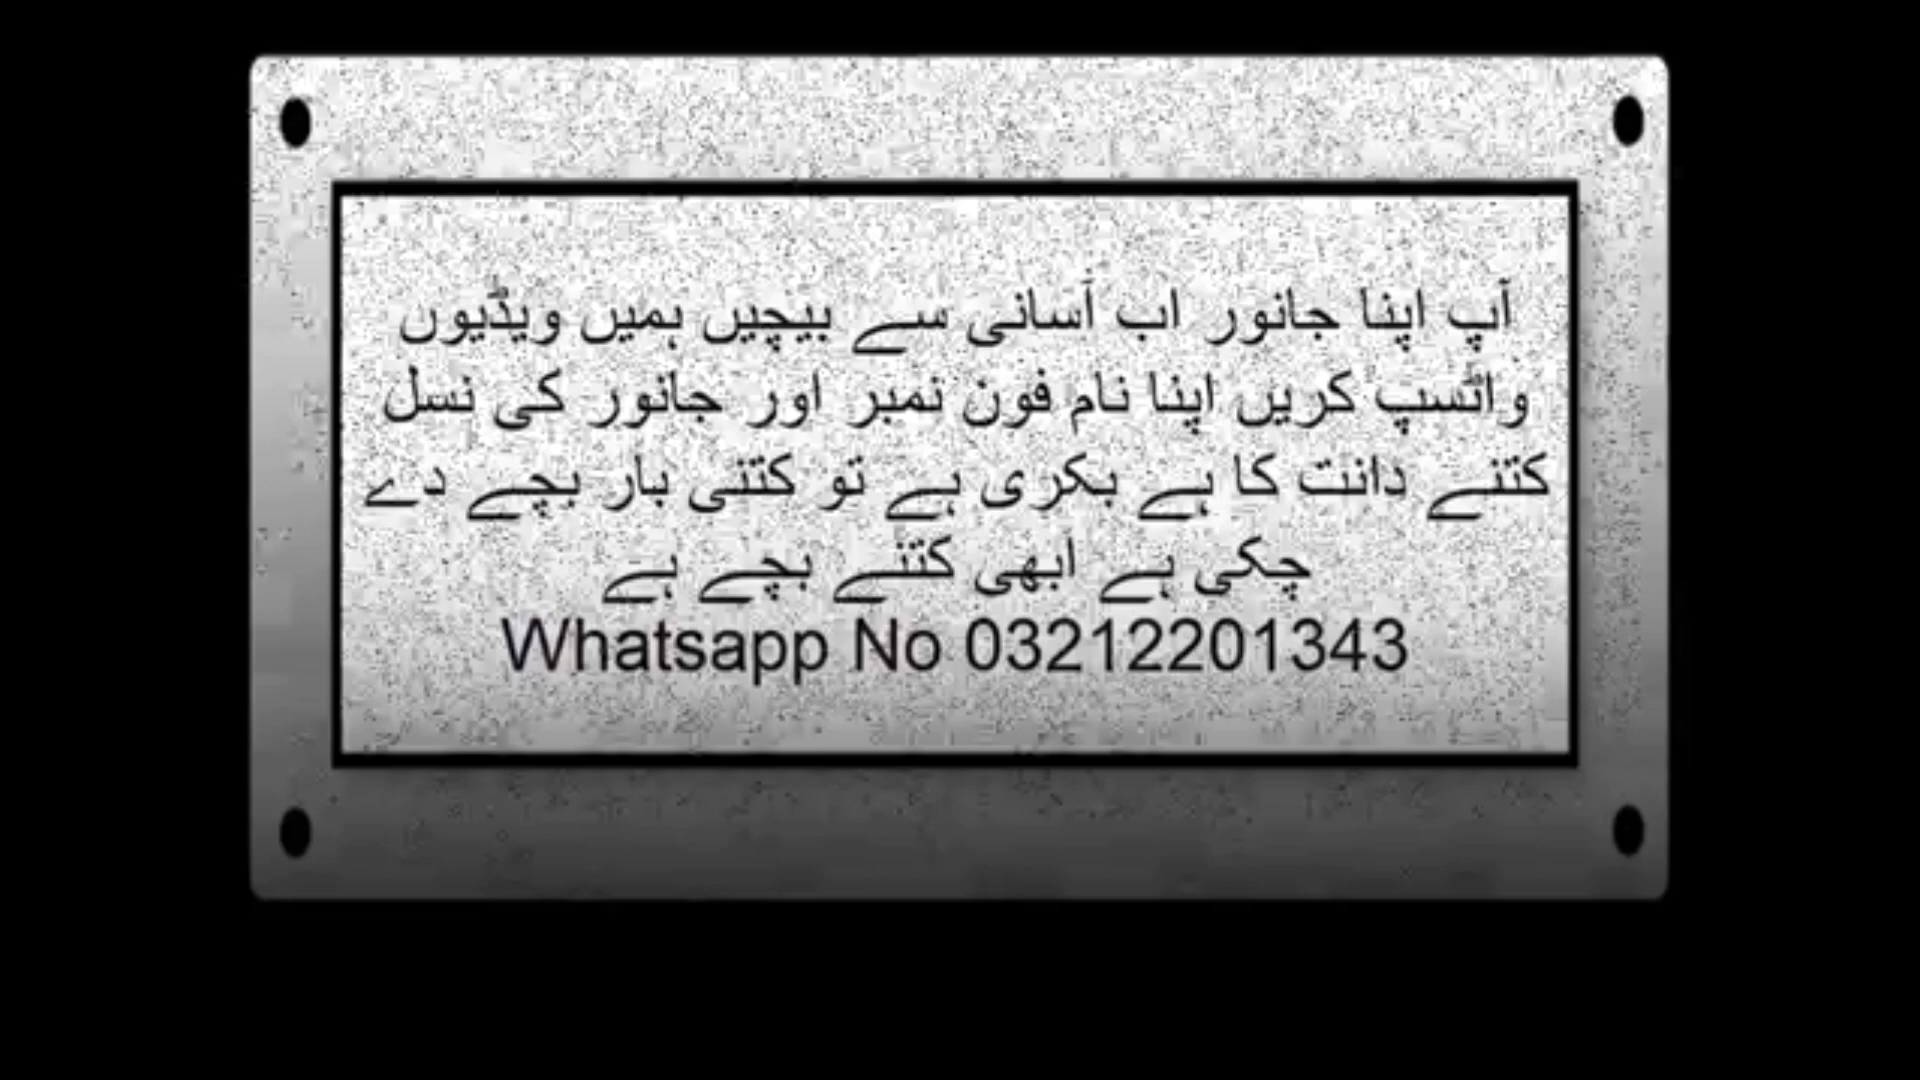 آپ اپنا جانور اب آسانی سے بیچیں ہمیں ویڈیوں
واٹسپ کریں اپنا نام فون نمبر اور جانور کی نسل
کتنے دانت کا ہے بکری ہے تو کتنی بار بچے دے
چکی ہے ابھی کتنے بچے ہے
Whatsapp No 03212201343